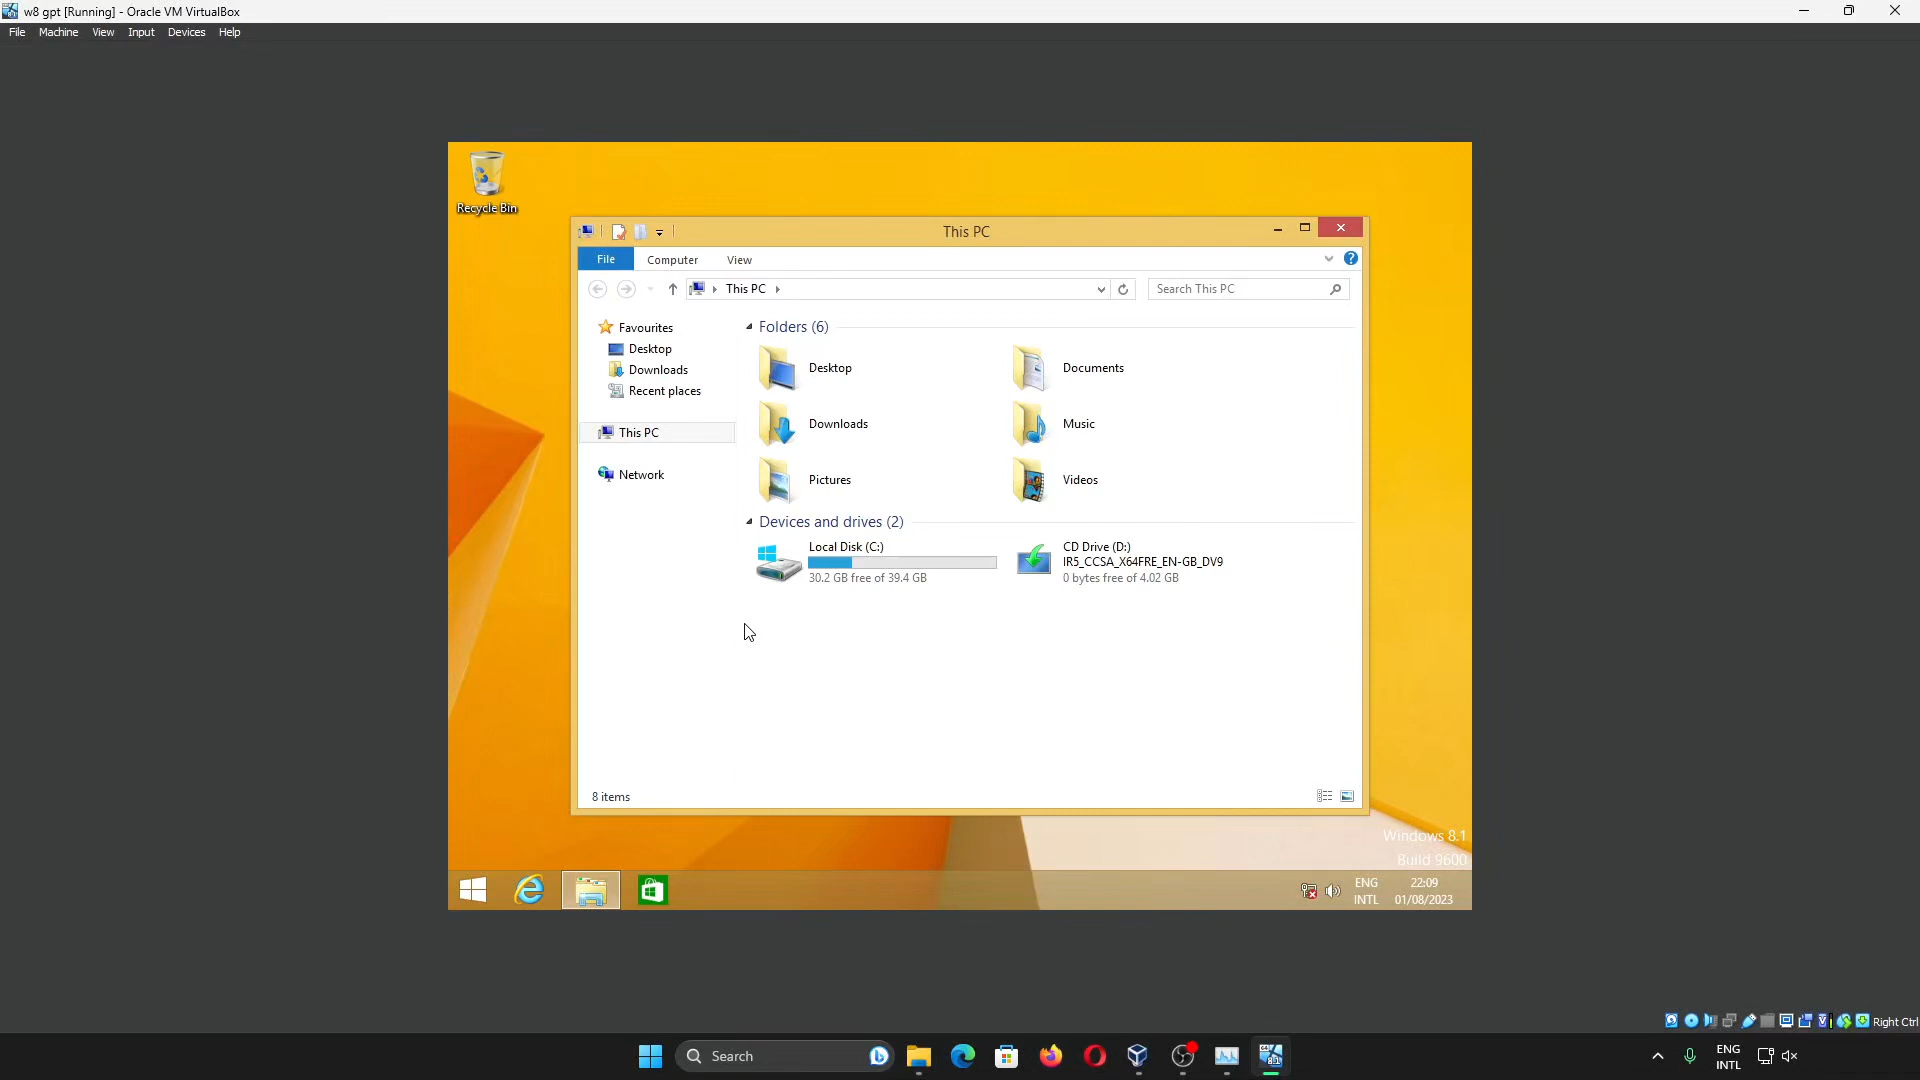 w8 gpt [Running] - Oracle VM VirtualBox
File Machine View Input Devices Help
Recycle Bin
This PC
File Computer View
This PC
Search This PC
Favourites
Desktop
Downloads
Recent places
This PC
Network
Folders (6)
Desktop
Documents
Downloads
Music
Pictures
Videos
Devices and drives (2)
Local Disk (C:)
30.2 GB free of 39.4 GB
CD Drive (D:)
IR5_CCSA_X64FRE_EN-GB_DV9
0 bytes free of 4.02 GB
8 items
Windows 8.1
Build 9600
ENG
INTL
22:09
01/08/2023
Right Ctrl
Search
ENG
INTL